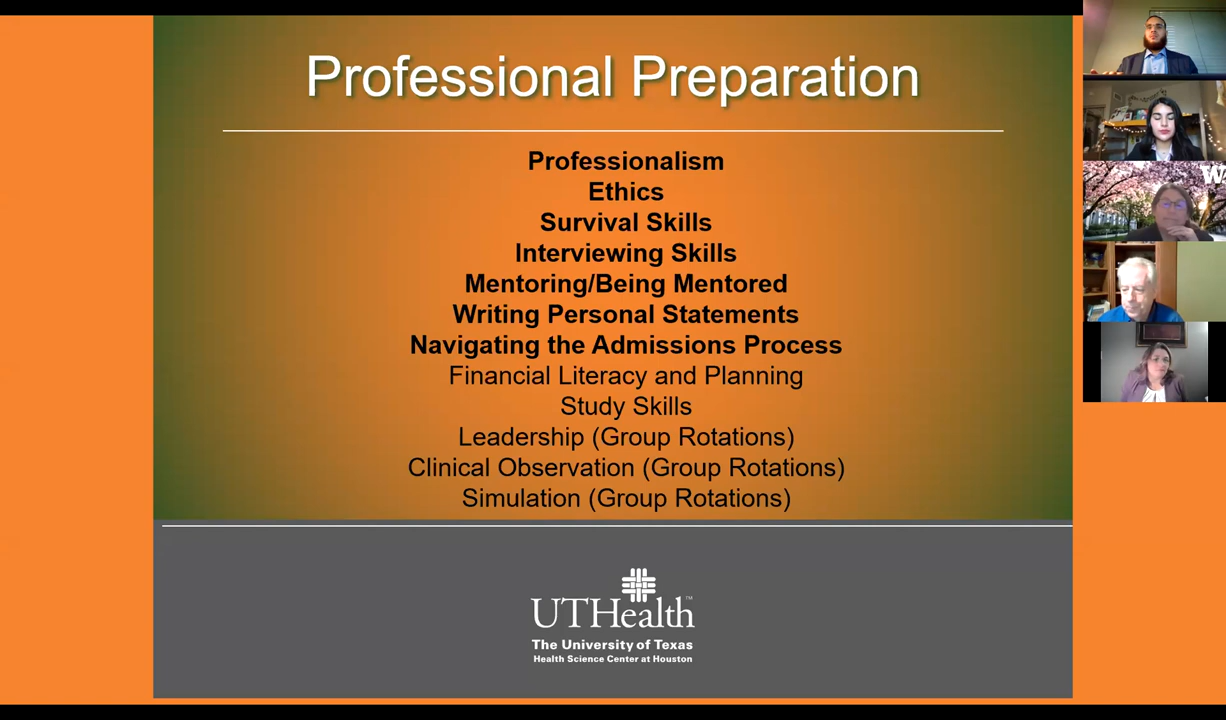 Professional Preparation
Professionalism
Ethics
Survival Skills
Interviewing Skills
Mentoring/Being Mentored
Writing Personal Statements
Navigating the Admissions Process
Financial Literacy and Planning
Study Skills
Leadership (Group Rotations)
Clinical Observation (Group Rotations)
Simulation (Group Rotations)
UTHealth™
The University of Texas
Health Science Center at Houston
W